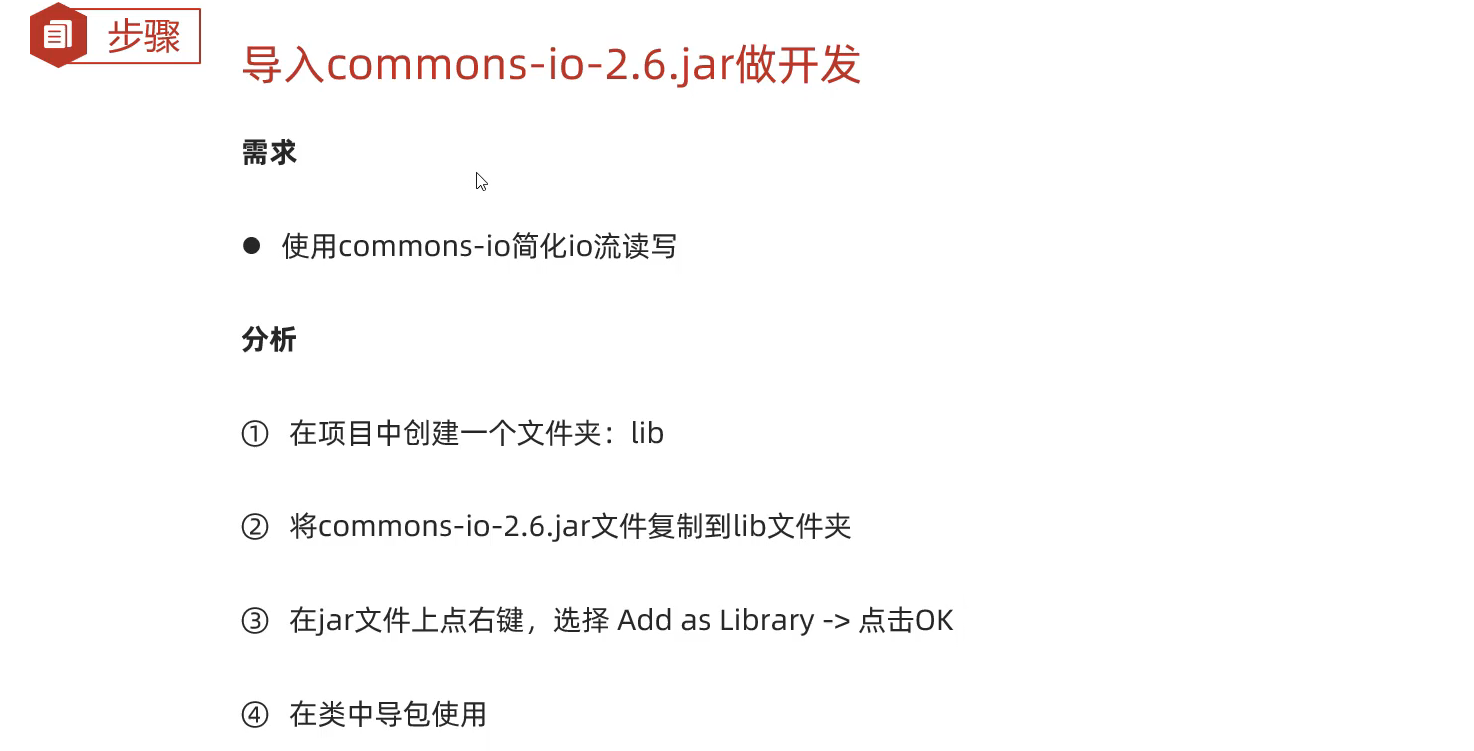 步骤
导入commons-io-2.6.jar做开发
需求
● 使用commons-io简化io流读写
分析
① 在项目中创建一个文件夹：lib
② 将commons-io-2.6.jar文件复制到lib文件夹
③ 在jar文件上点右键，选择 Add as Library -> 点击OK
④ 在类中导包使用